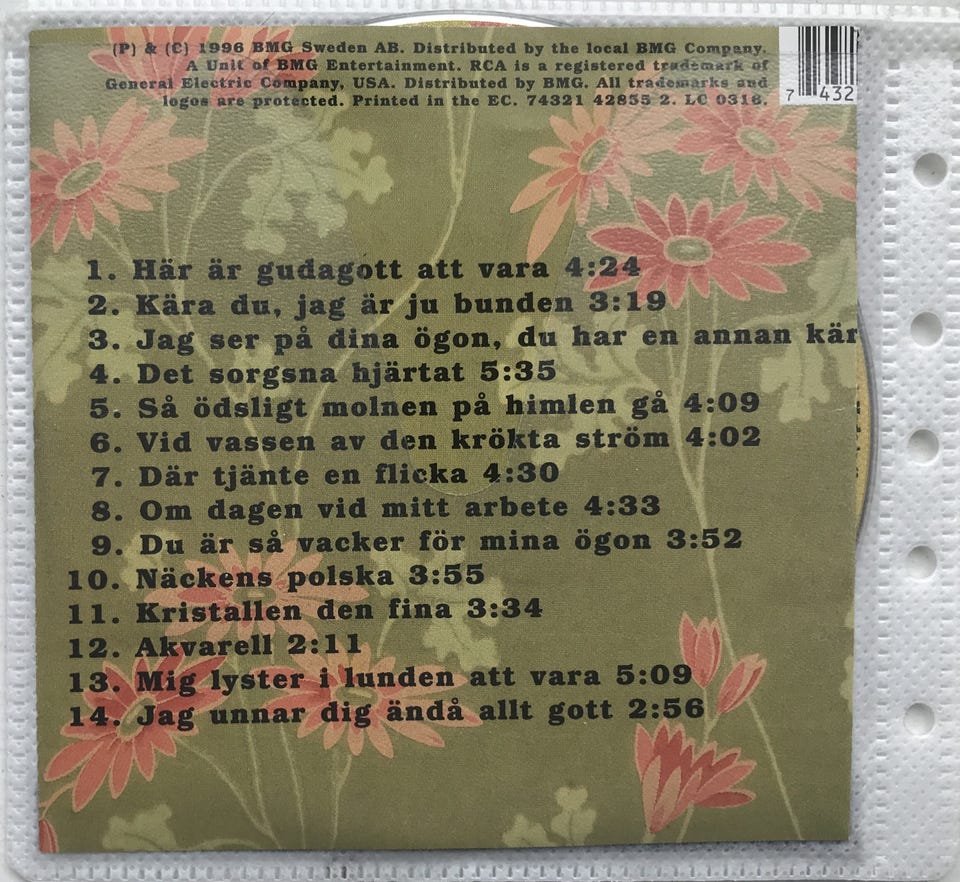 (P) & (C) 1996 BMG Sweden AB. Distributed by the local BMG Company.
A Unit of BMG Entertainment. RCA is a registered trademark of
General Electric Company, USA. Distributed by BMG. All trademarks and
logos are protected. Printed in the EC. 74321 42855 2. LC 0316.
7 432
1. Här är gudagott att vara 4:24
2. Kära du, jag är ju bunden 3:19
3. Jag ser på dina ögon, du har en annan kär
4. Det sorgsna hjärtat 5:35
5. Så ödsligt molnen på himlen gå 4:09
6. Vid vassen av den krökta ström 4:02
7. Där tjänte en flicka 4:30
8. Om dagen vid mitt arbete 4:33
9. Du är så vacker för mina ögon 3:52
10. Näckens polska 3:55
11. Kristallen den fina 3:34
12. Akvarell 2:11
13. Mig lyster i lunden att vara 5:09
14. Jag unnar dig ändå allt gott 2:56